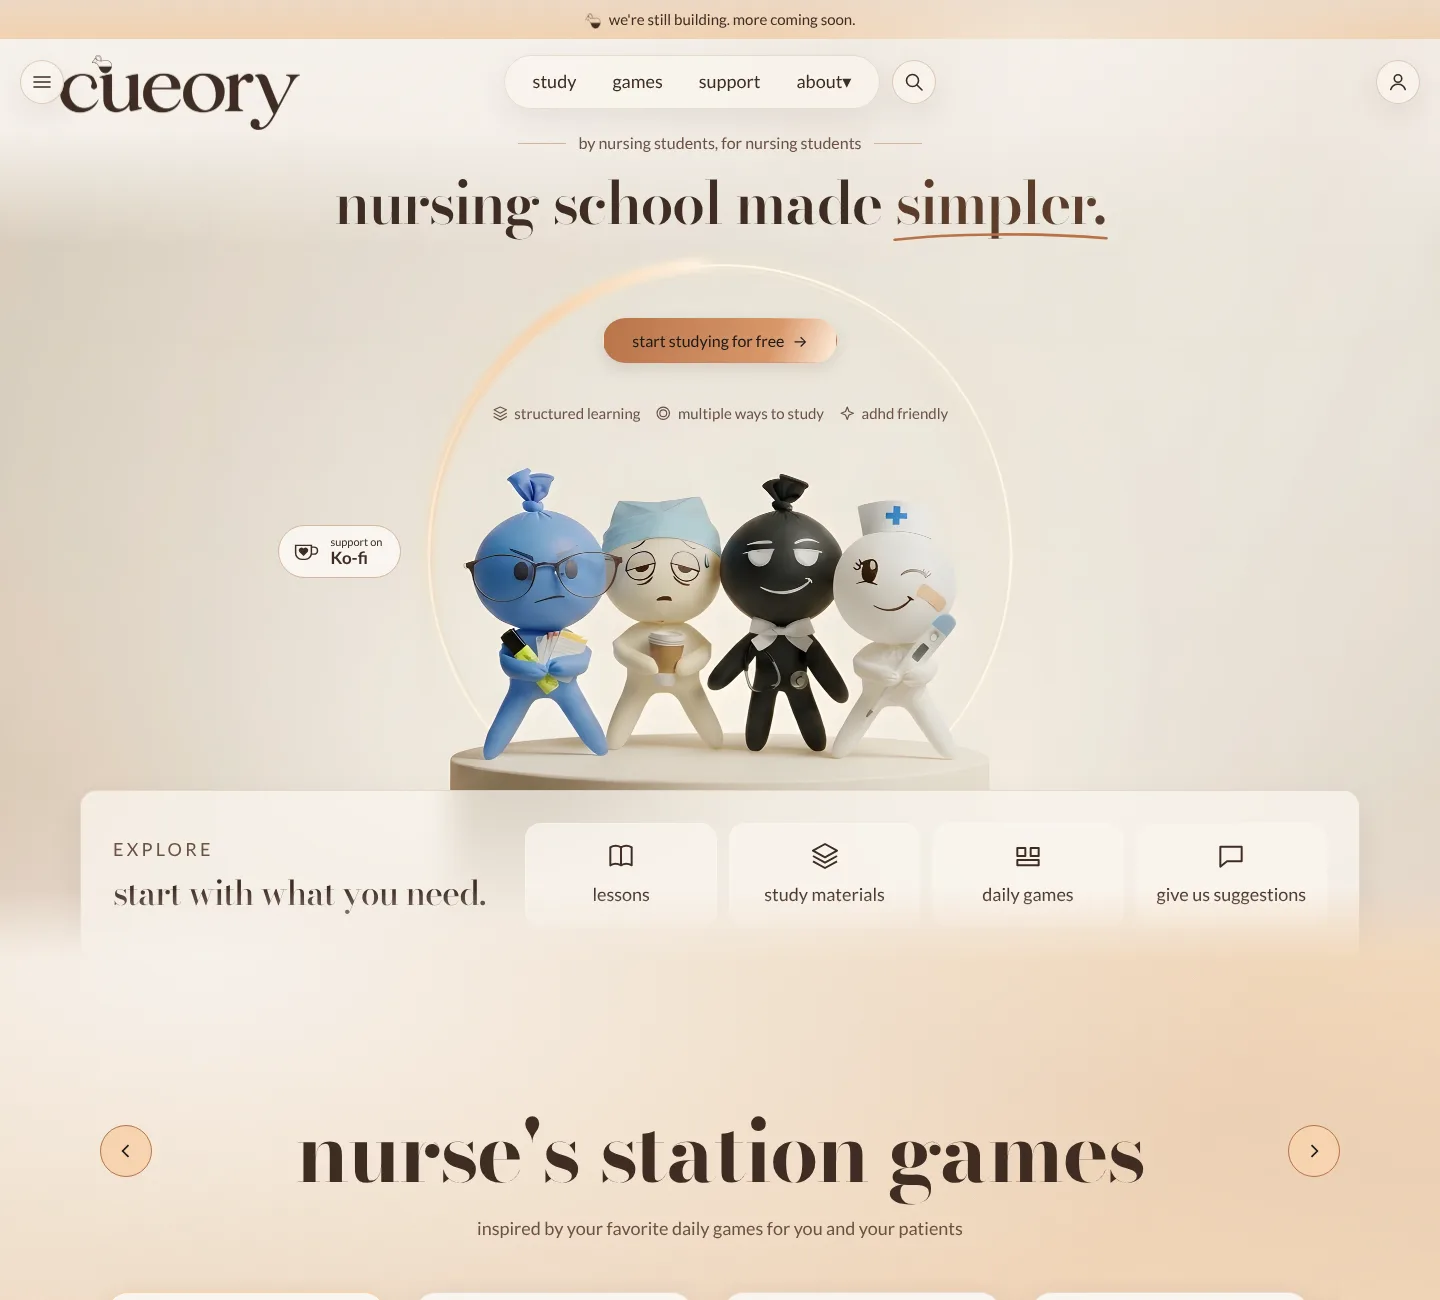 we're still building. more coming soon.
cueory
study games support about▾
by nursing students, for nursing students
nursing school made simpler.
start studying for free →
structured learning multiple ways to study adhd friendly
support on
Ko-fi
EXPLORE
start with what you need.
lessons
study materials
daily games
give us suggestions
nurse's station games
inspired by your favorite daily games for you and your patients